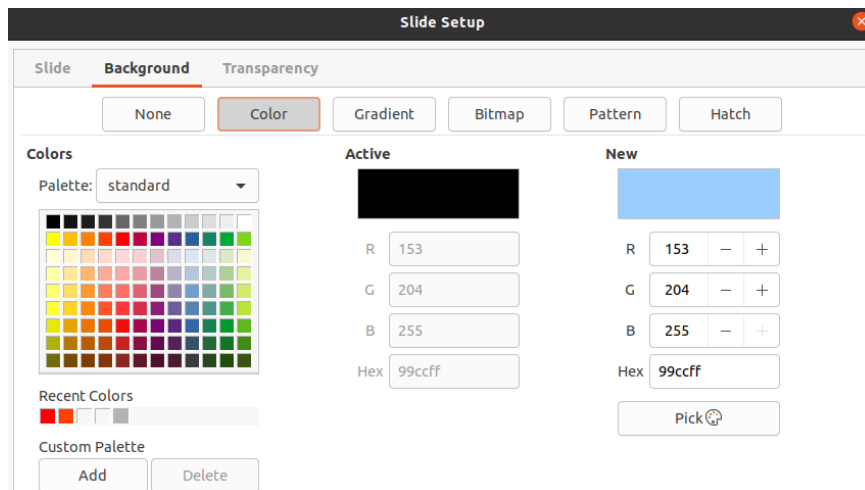 Slide Setup
Slide Background Transparency
None Color Gradient Bitmap Pattern Hatch
Colors Active New
Palette: standard
R 153 R 153 − +
G 204 G 204 − +
B 255 B 255 − +
Hex 99ccff Hex 99ccff
Recent Colors
Pick
Custom Palette
Add Delete